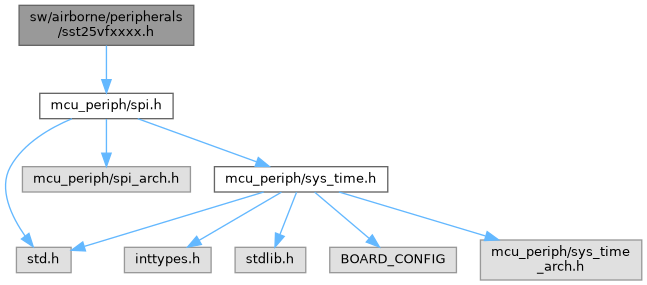 sw/airborne/peripherals
/sst25vfxxxx.h
mcu_periph/spi.h
mcu_periph/spi_arch.h
mcu_periph/sys_time.h
std.h
inttypes.h
stdlib.h
BOARD_CONFIG
mcu_periph/sys_time
_arch.h